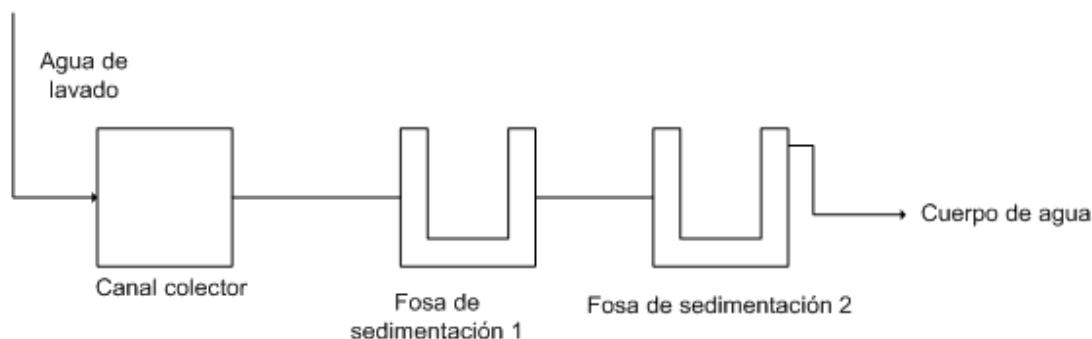 Agua de
lavado
Canal colector
Fosa de
sedimentación 1
Fosa de sedimentación 2
Cuerpo de agua